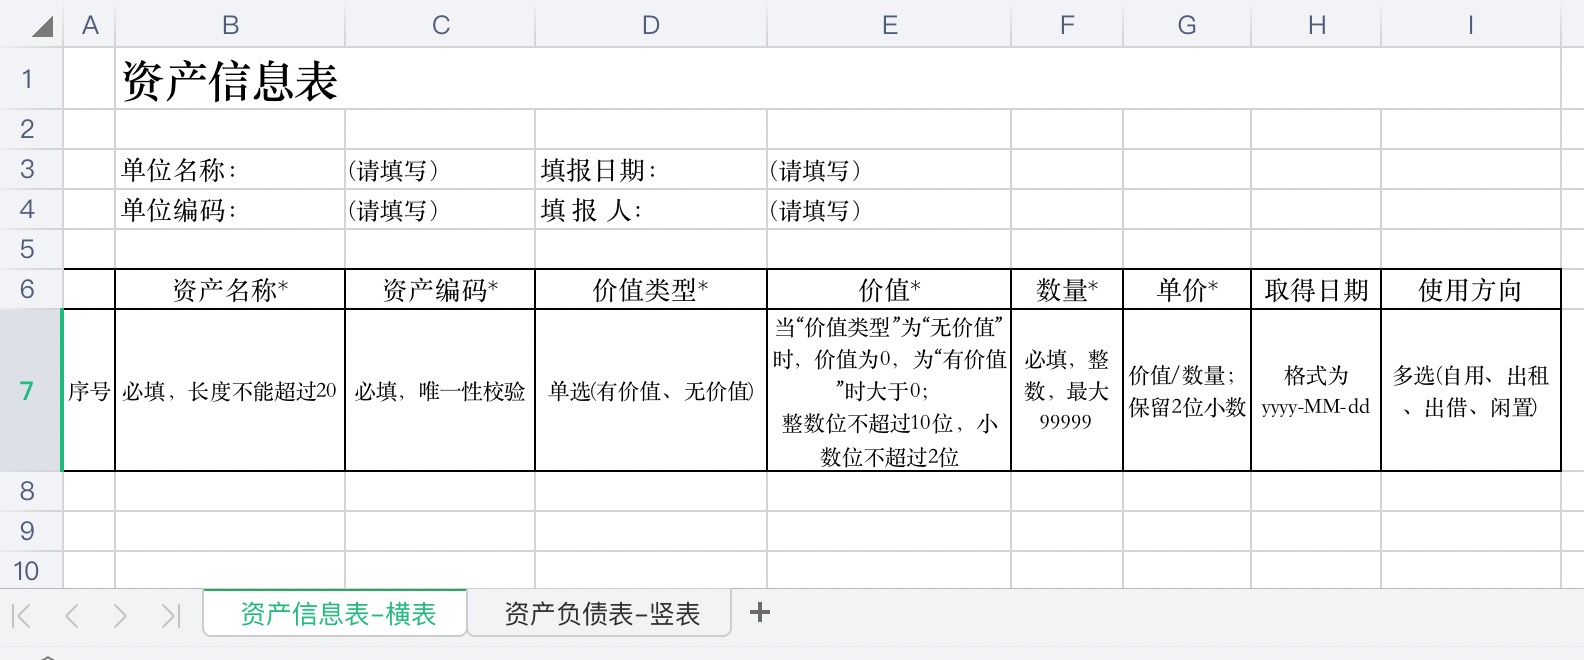 A B C D E F G H I
1 资产信息表
2
3 单位名称： (请填写） 填报日期： (请填写）
4 单位编码： (请填写） 填 报 人： (请填写）
5
6 资产名称* 资产编码* 价值类型* 价值* 数量* 单价* 取得日期 使用方向
7 序号 必填，长度不能超过20 必填，唯一性校验 单选(有价值、无价值)
当“价值类型”为“无价值”
时，价值为0，为“有价值
”时大于0；
整数位不超过10位，小
数位不超过2位
必填，整
数，最大
99999
价值/数量；
保留2位小数
格式为
yyyy-MM-dd
多选(自用、出租
、出借、闲置)
8
9
10
资产信息表-横表 资产负债表-竖表 +